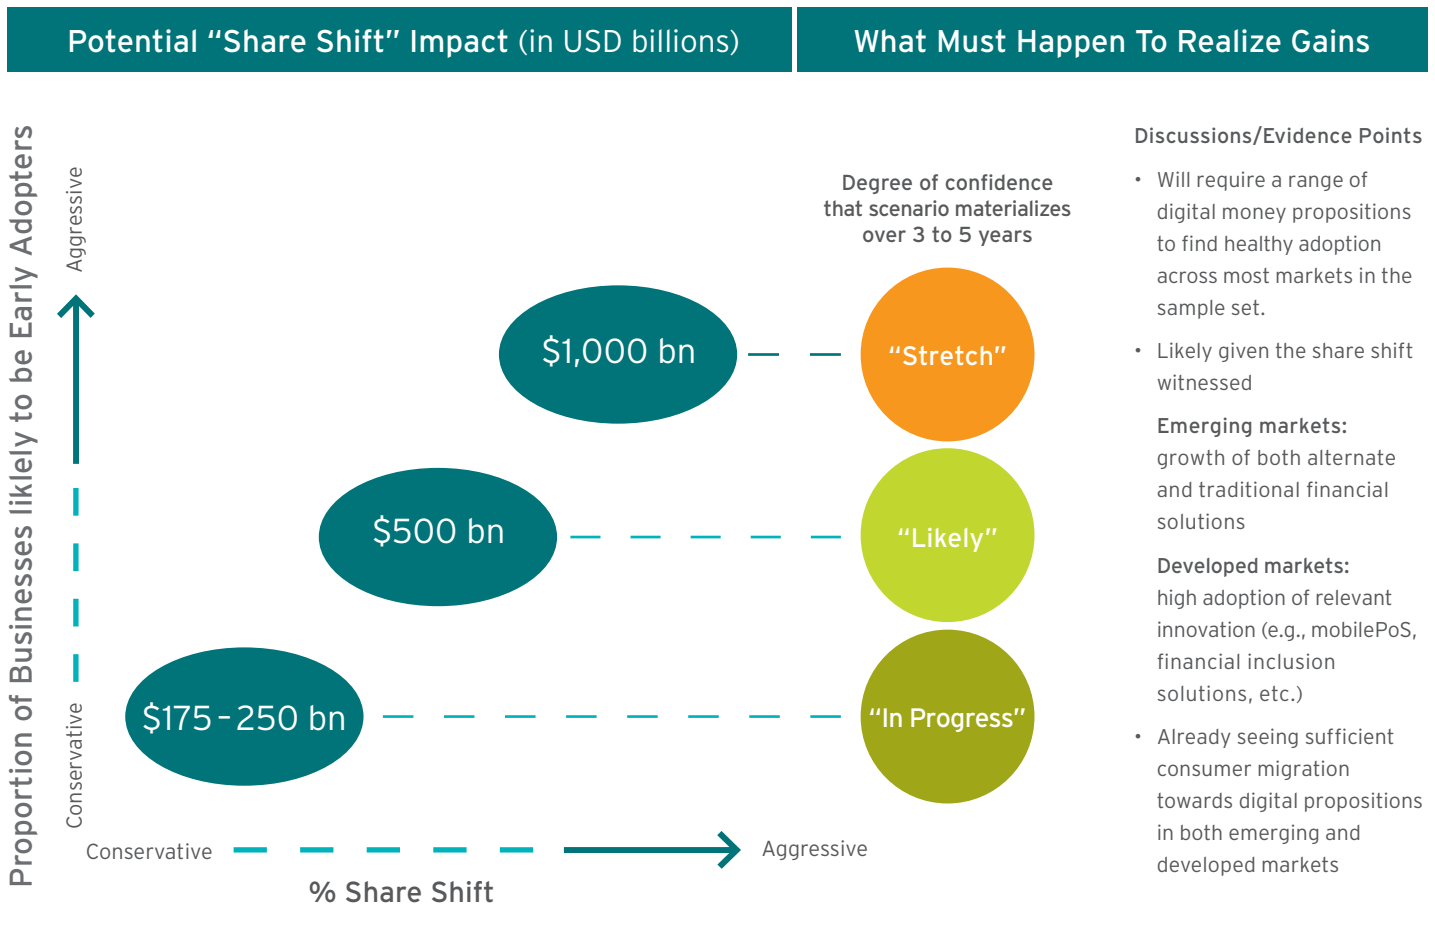 Potential “Share Shift” Impact (in USD billions)
What Must Happen To Realize Gains
Proportion of Businesses liklely to be Early Adopters
Aggressive
Conservative
$1,000 bn
$500 bn
$175–250 bn
Conservative
Aggressive
% Share Shift
Degree of confidence
that scenario materializes
over 3 to 5 years
“Stretch”
“Likely”
“In Progress”
Discussions/Evidence Points
• Will require a range of
digital money propositions
to find healthy adoption
across most markets in the
sample set.
• Likely given the share shift
witnessed
Emerging markets:
growth of both alternate
and traditional financial
solutions
Developed markets:
high adoption of relevant
innovation (e.g., mobilePoS,
financial inclusion
solutions, etc.)
• Already seeing sufficient
consumer migration
towards digital propositions
in both emerging and
developed markets